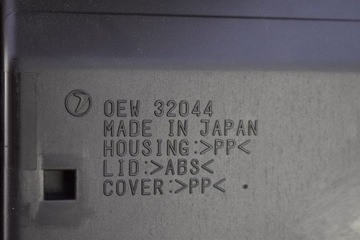 7 OEW 32044
MADE IN JAPAN
HOUSING:>PP<
LID:>ABS<
COVER:>PP<